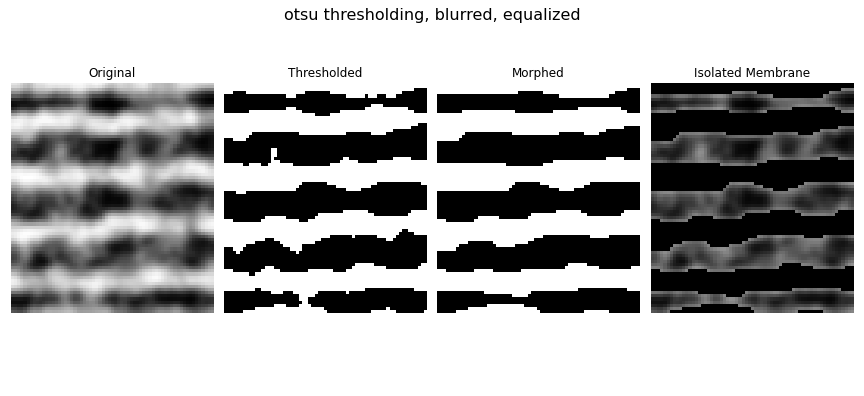 otsu thresholding, blurred, equalized
Original
Thresholded
Morphed
Isolated Membrane